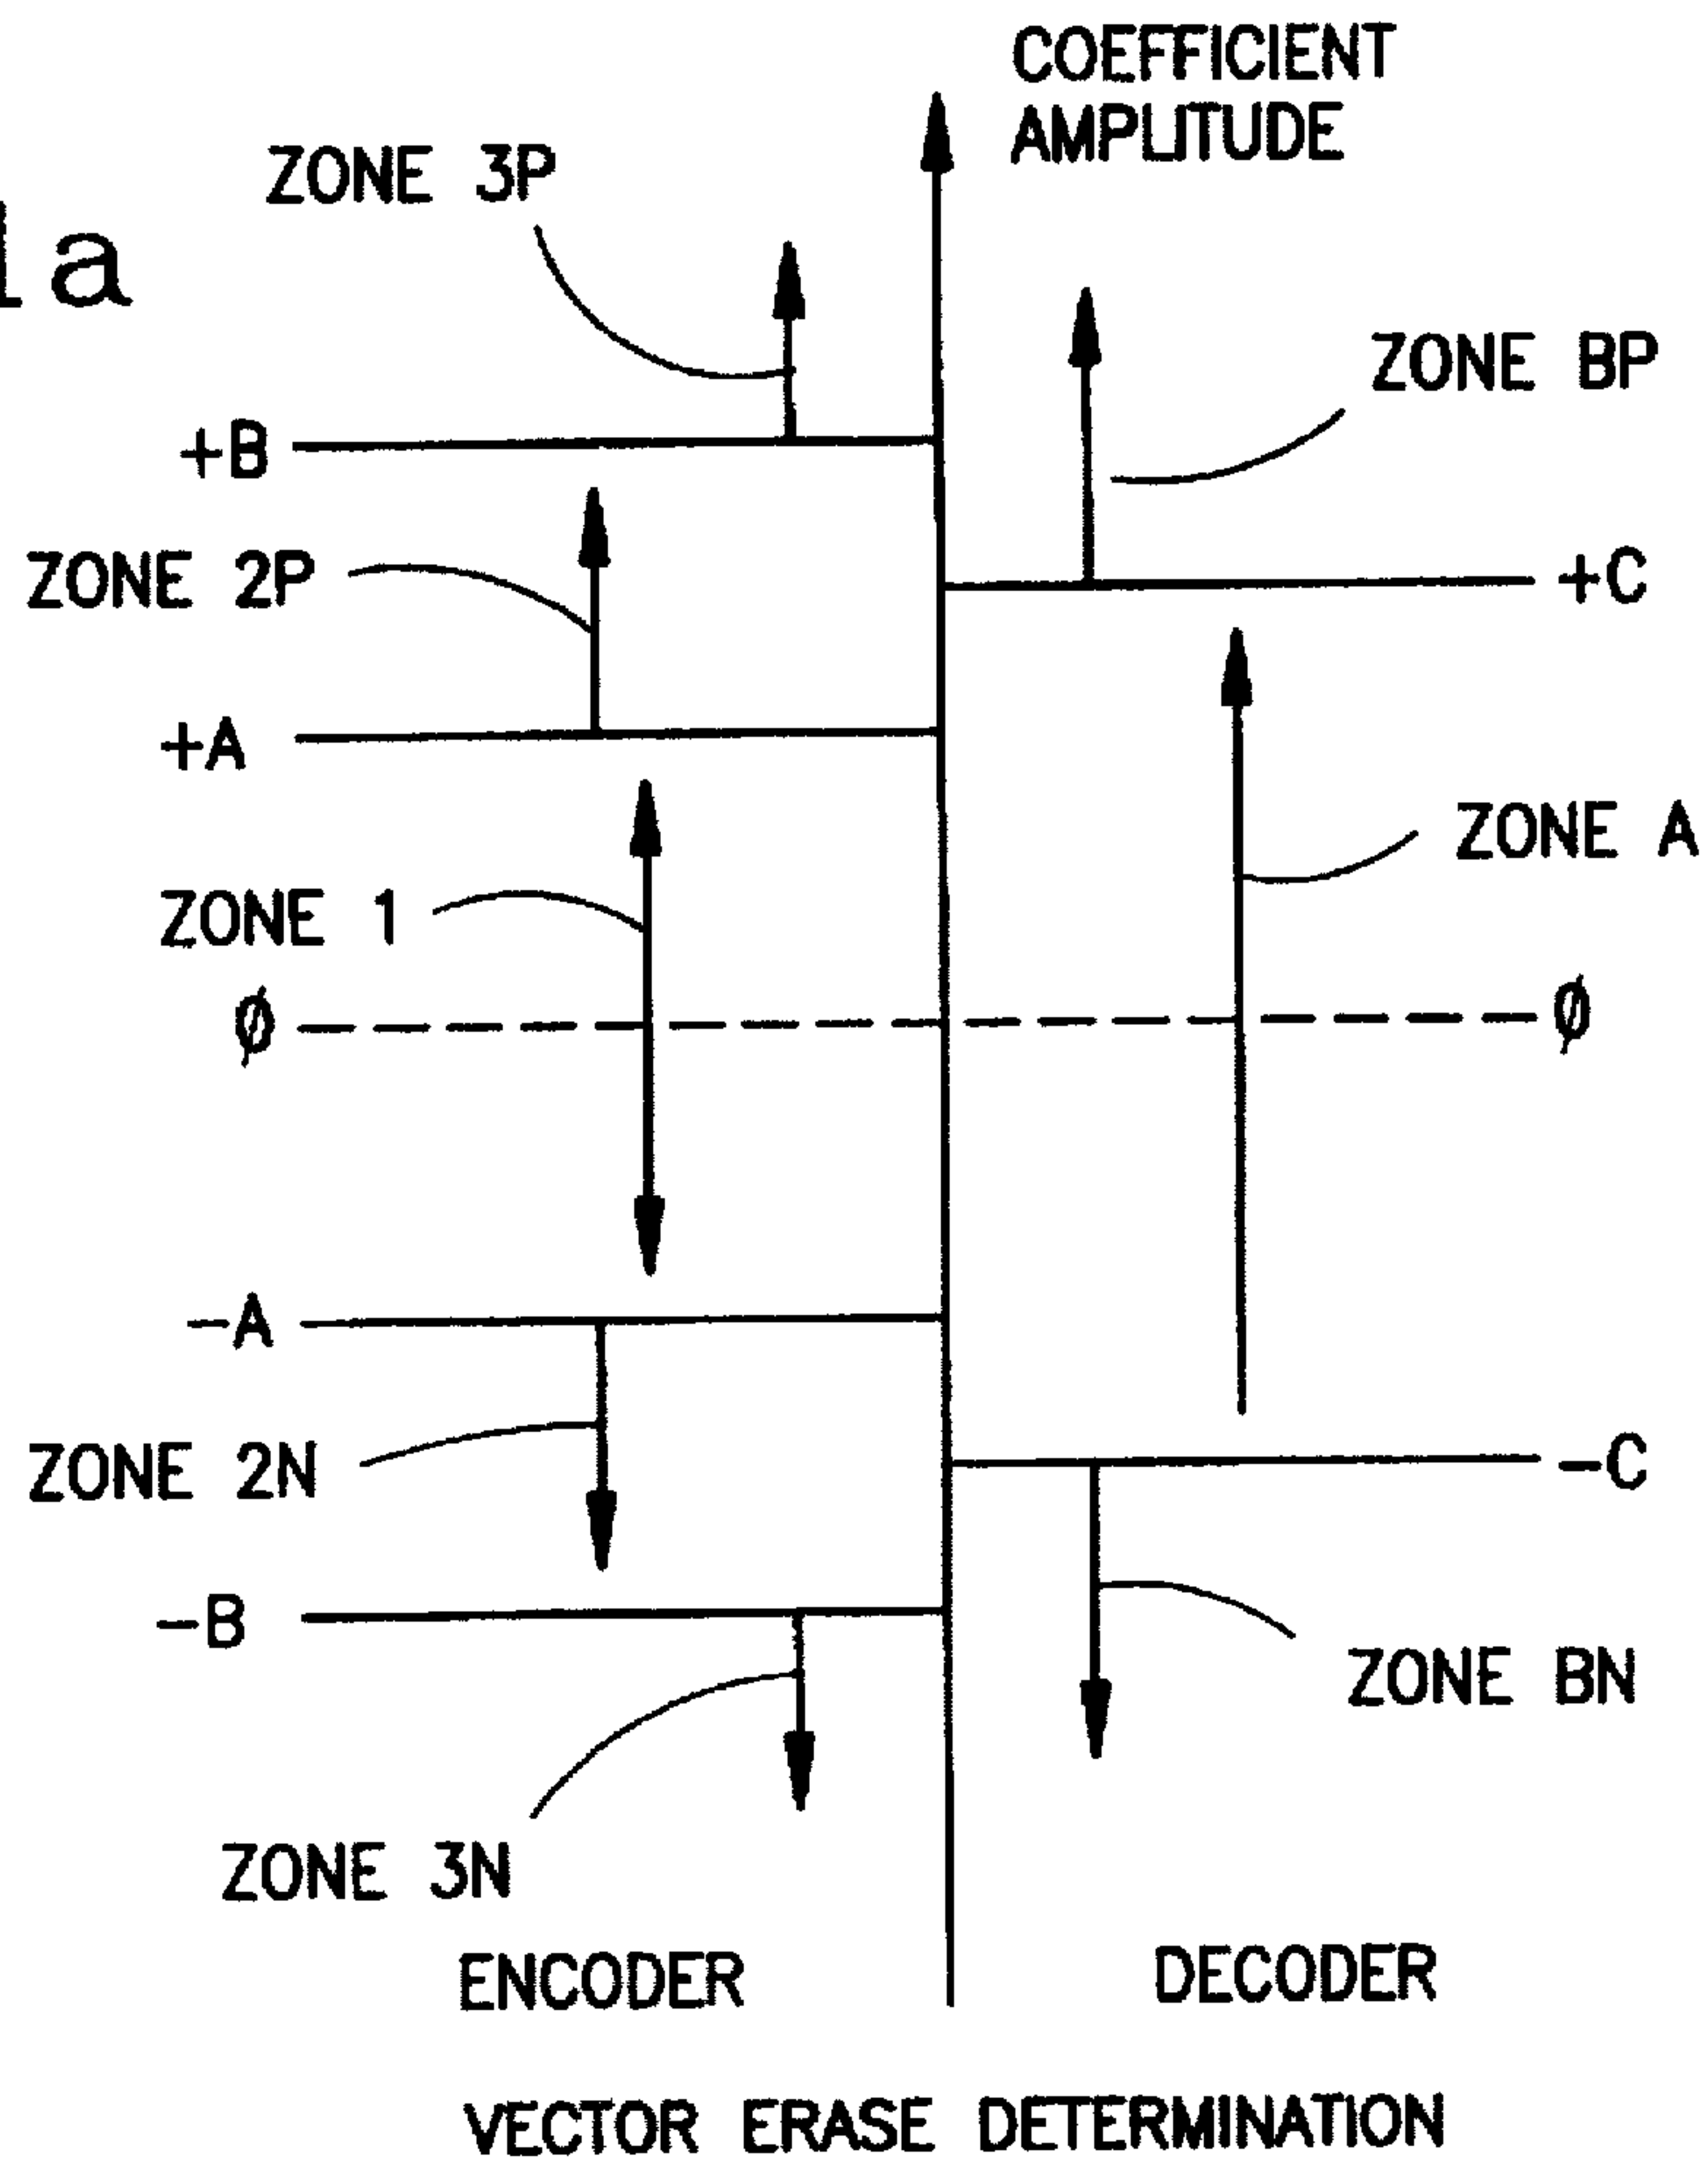 COEFFICIENT
AMPLITUDE
ZONE 3P
1a
ZONE BP
+B
ZONE 2P
+C
+A
ZONE A
ZONE 1
Ø
Ø
-A
ZONE 2N
-C
-B
ZONE BN
ZONE 3N
ENCODER
DECODER
VECTOR ERASE DETERMINATION